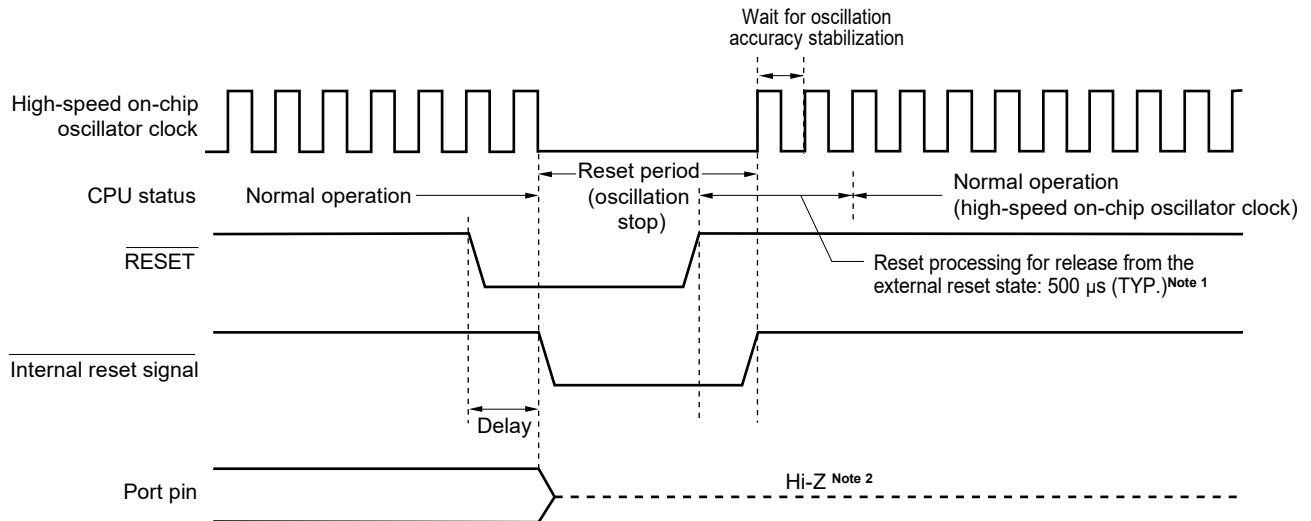 Wait for oscillation
accuracy stabilization
High-speed on-chip
oscillator clock
Reset period
(oscillation
stop)
CPU status
Normal operation
Normal operation
(high-speed on-chip oscillator clock)
RESET
Reset processing for release from the
external reset state: 500 µs (TYP.)Note 1
Internal reset signal
Delay
Port pin
Hi-Z Note 2